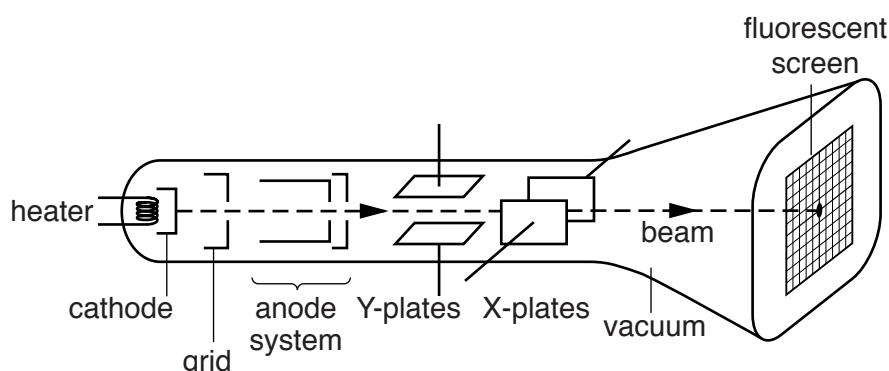 fluorescent
screen
heater
beam
cathode
anode
system
Y-plates
X-plates
vacuum
grid